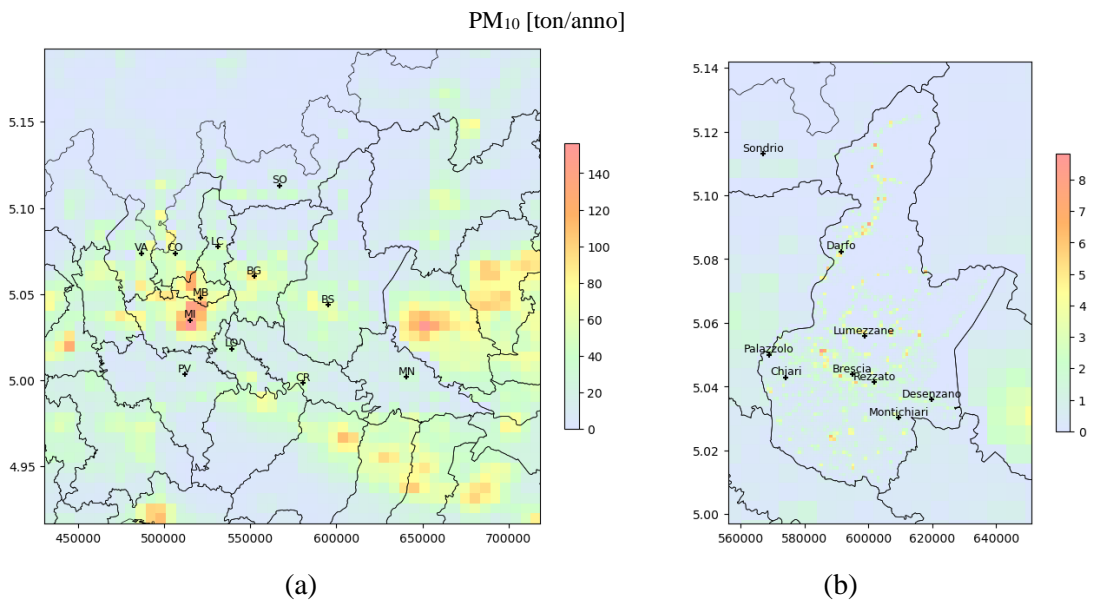 PM₁₀ [ton/anno]
5.15
5.10
5.05
5.00
4.95
450000 500000 550000 600000 650000 700000
SO
VA CO LC
BG
MB
BS
MI
LO
PV CR MN
140
120
100
80
60
40
20
0
(a)
5.14
5.12
5.10
5.08
5.06
5.04
5.02
5.00
560000 580000 600000 620000 640000
Sondrio
Darfo
Lumezzane
Palazzolo
Chiari Brescia
Rezzato
Desenzano
Montichiari
8
7
6
5
4
3
2
1
0
(b)